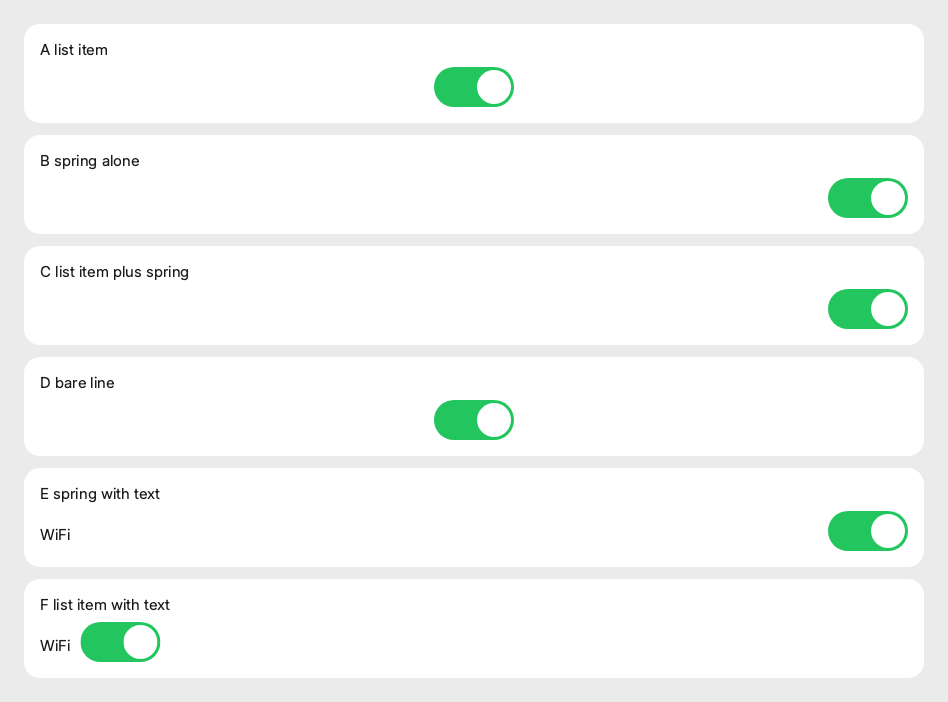 A list item
B spring alone
C list item plus spring
D bare line
E spring with text
WiFi
F list item with text
WiFi